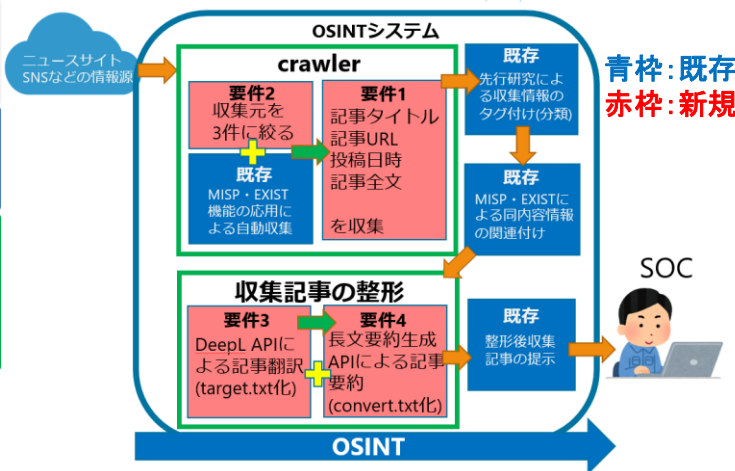 OSINTシステム
ニュースサイト
SNSなどの情報源
crawler
要件2
収集元を
3件に絞る
既存
MISP・EXIST
機能の応用に
よる自動収集
要件1
記事タイトル
記事URL
投稿日時
記事全文
を収集
既存
先行研究によ
る収集情報の
タグ付け(分類)
既存
MISP・EXISTに
よる同内容情報
の関連付け
青枠：既存
赤枠：新規
収集記事の整形
要件3
DeepL APIに
よる記事翻訳
(target.txt化)
要件4
長文要約生成
APIによる記事
要約
(convert.txt化)
既存
整形後収集
記事の提示
SOC
OSINT